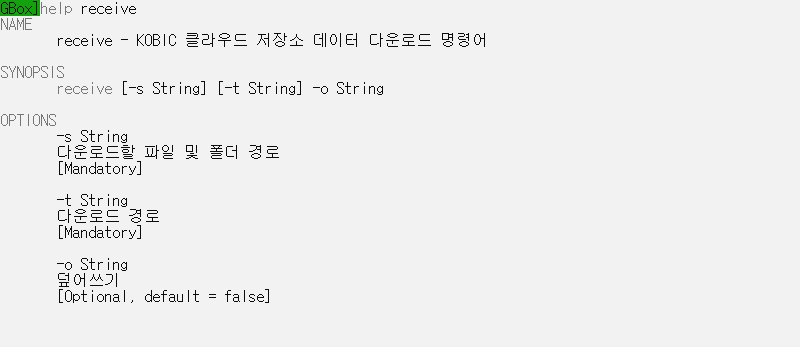 GBox]help receive
NAME
receive - KOBIC 클라우드 저장소 데이터 다운로드 명령어
SYNOPSIS
receive [-s String] [-t String] -o String
OPTIONS
-s String
다운로드할 파일 및 폴더 경로
[Mandatory]
-t String
다운로드 경로
[Mandatory]
-o String
덮어쓰기
[Optional, default = false]